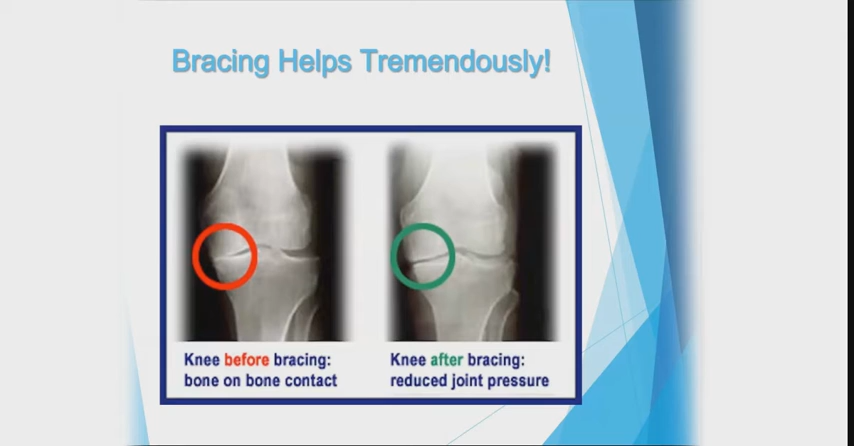 Bracing Helps Tremendously!
Knee before bracing:
bone on bone contact
Knee after bracing:
reduced joint pressure